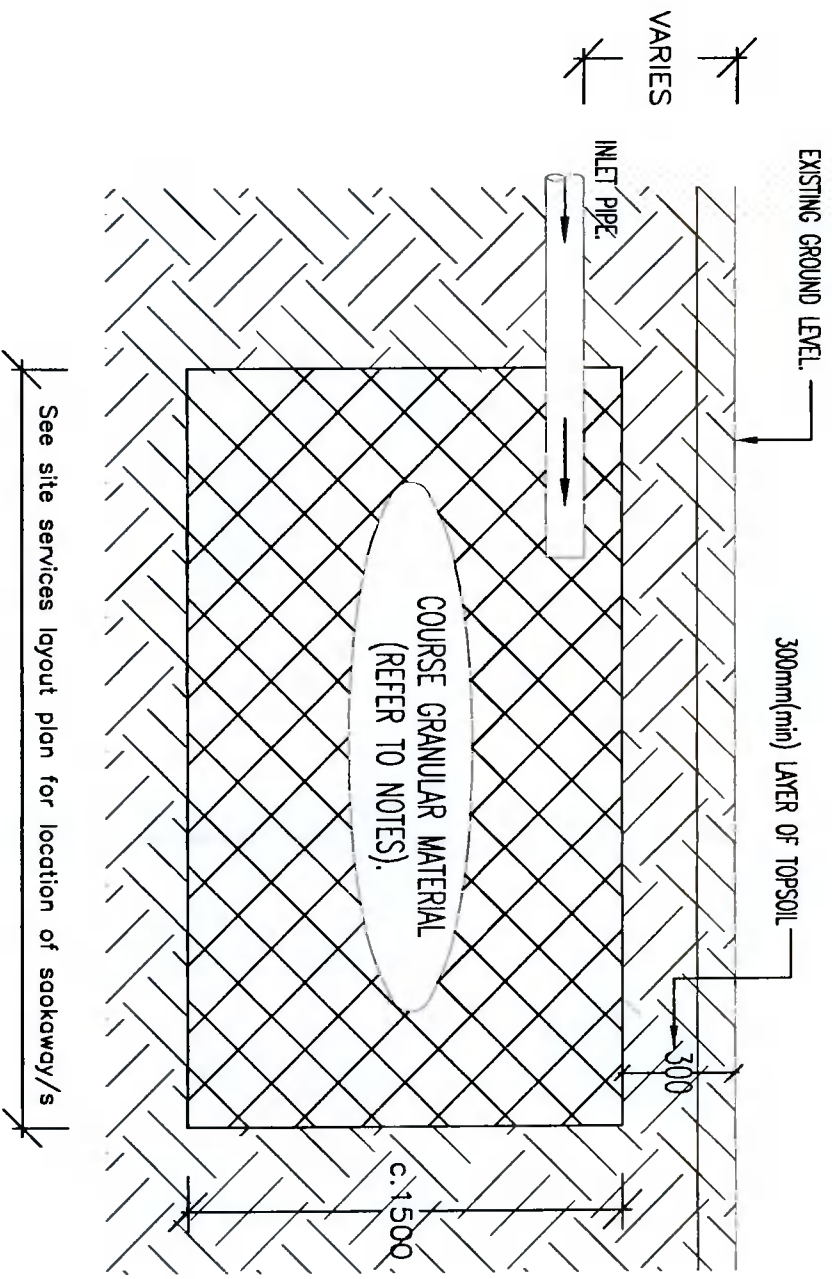 EXISTING GROUND LEVEL.
300mm(min) LAYER OF TOPSOIL
VARIES
300
INLET PIPE.
COURSE GRANULAR MATERIAL
(REFER TO NOTES).
c.1500
See site services layout plan for location of saokaway/s